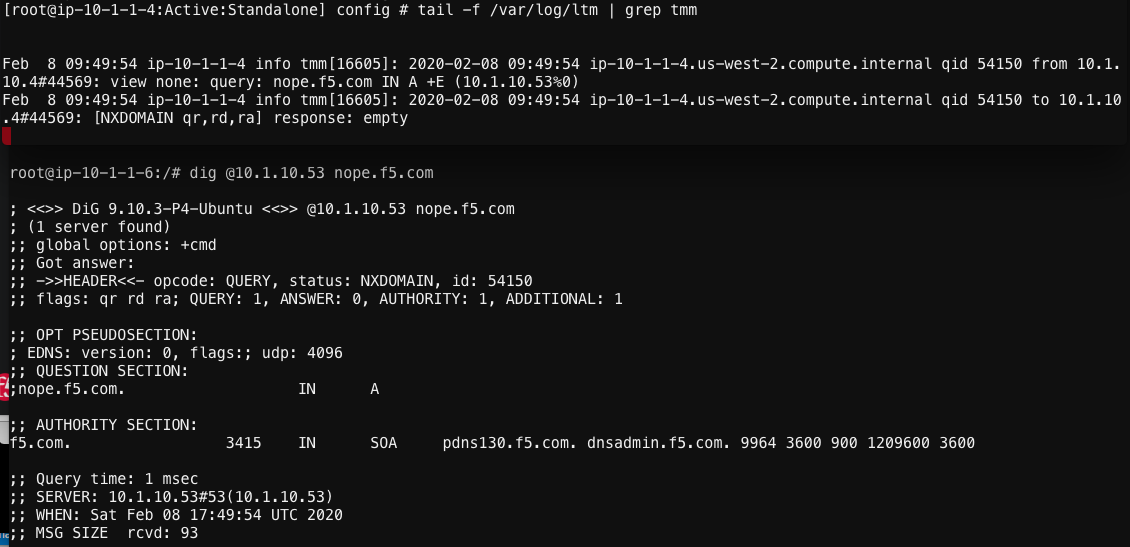 [root@ip-10-1-1-4:Active:Standalone] config # tail -f /var/log/ltm | grep tmm
Feb  8 09:49:54 ip-10-1-1-4 info tmm[16605]: 2020-02-08 09:49:54 ip-10-1-1-4.us-west-2.compute.internal qid 54150 from 10.1.
10.4#44569: view none: query: nope.f5.com IN A +E (10.1.10.53%0)
Feb  8 09:49:54 ip-10-1-1-4 info tmm[16605]: 2020-02-08 09:49:54 ip-10-1-1-4.us-west-2.compute.internal qid 54150 to 10.1.10
.4#44569: [NXDOMAIN qr,rd,ra] response: empty
root@ip-10-1-1-6:/# dig @10.1.10.53 nope.f5.com
; <<>> DiG 9.10.3-P4-Ubuntu <<>> @10.1.10.53 nope.f5.com
; (1 server found)
;; global options: +cmd
;; Got answer:
;; ->>HEADER<<- opcode: QUERY, status: NXDOMAIN, id: 54150
;; flags: qr rd ra; QUERY: 1, ANSWER: 0, AUTHORITY: 1, ADDITIONAL: 1
;; OPT PSEUDOSECTION:
; EDNS: version: 0, flags:; udp: 4096
;; QUESTION SECTION:
;nope.f5.com.                   IN      A
;; AUTHORITY SECTION:
f5.com.                 3415    IN      SOA     pdns130.f5.com. dnsadmin.f5.com. 9964 3600 900 1209600 3600
;; Query time: 1 msec
;; SERVER: 10.1.10.53#53(10.1.10.53)
;; WHEN: Sat Feb 08 17:49:54 UTC 2020
;; MSG SIZE  rcvd: 93